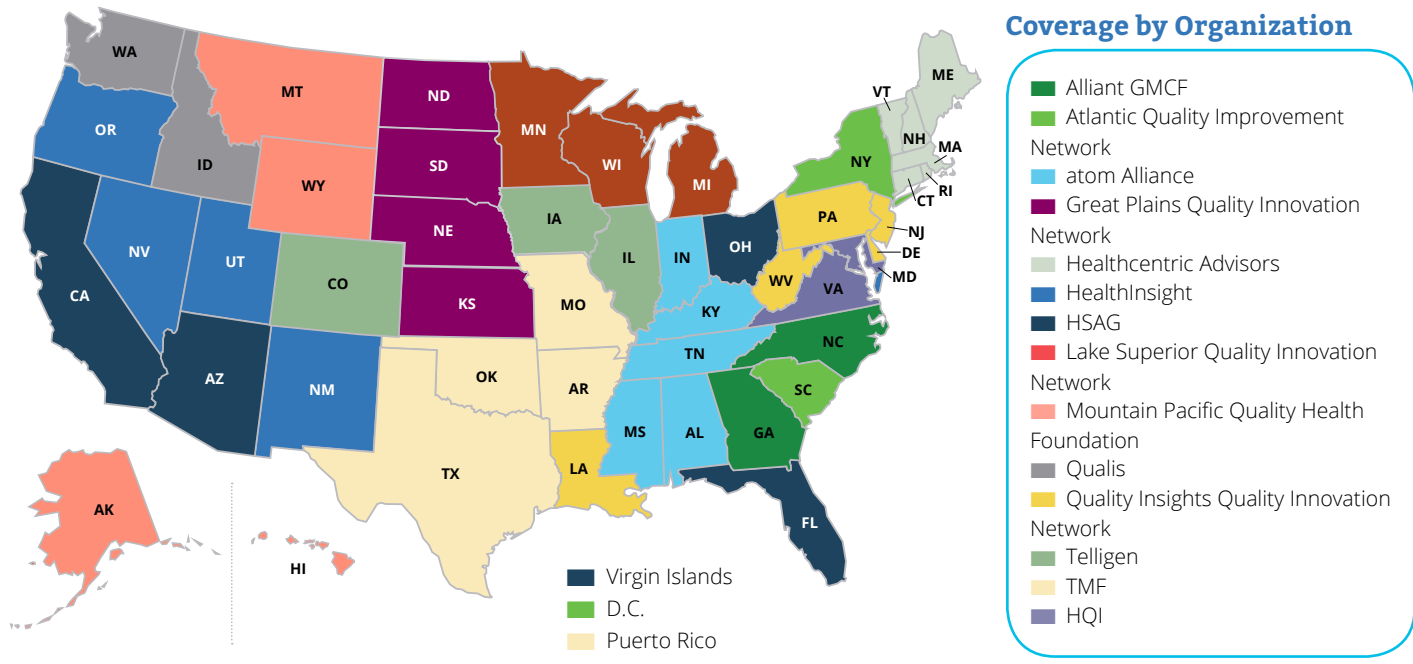 Coverage by Organization
WA
MT
ND
MN
VT
ME
OR
ID
SD
WI
MI
NY
NH
MA
WY
RI
CT
IA
NE
PA
NJ
NV
UT
CO
IL
IN
OH
DE
MD
WV
VA
CA
KS
MO
KY
NC
TN
AZ
NM
OK
AR
SC
MS
AL
GA
TX
LA
AK
FL
HI
Virgin Islands
D.C.
Puerto Rico
Alliant GMCF
Atlantic Quality Improvement
Network
atom Alliance
Great Plains Quality Innovation
Network
Healthcentric Advisors
HealthInsight
HSAG
Lake Superior Quality Innovation
Network
Mountain Pacific Quality Health
Foundation
Qualis
Quality Insights Quality Innovation
Network
Telligen
TMF
HQI